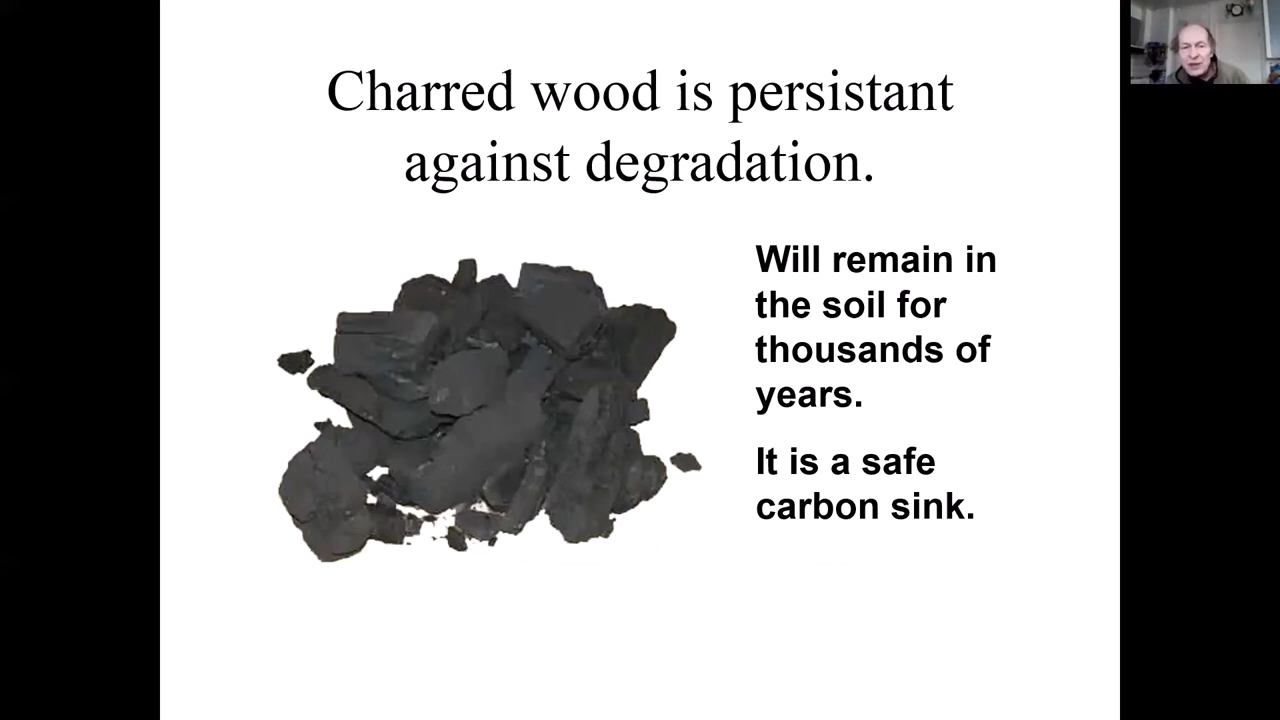 Charred wood is persistant
against degradation.
Will remain in
the soil for
thousands of
years.
It is a safe
carbon sink.